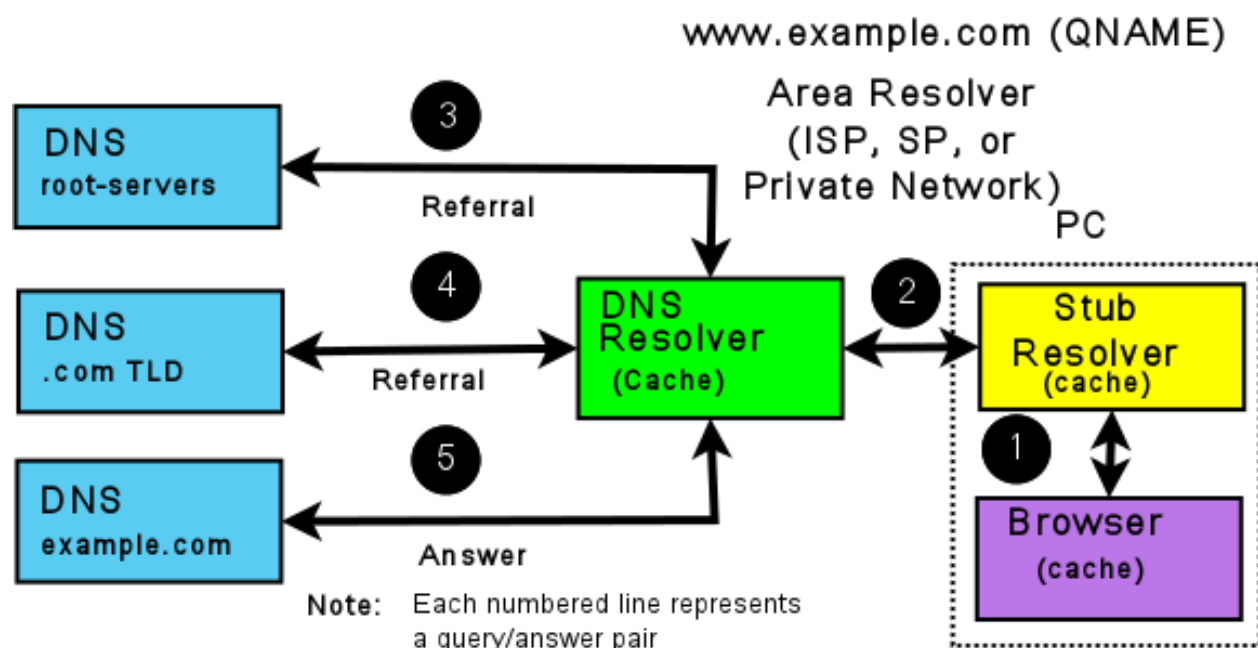 www.example.com (QNAME)
Area Resolver
(ISP, SP, or
Private Network)
PC
3
DNS
root-servers
Referral
4
DNS
.com TLD
Referral
DNS
Resolver
(Cache)
2
Stub
Resolver
(cache)
1
5
DNS
example.com
Answer
Browser
(cache)
Note: Each numbered line represents
a query/answer pair